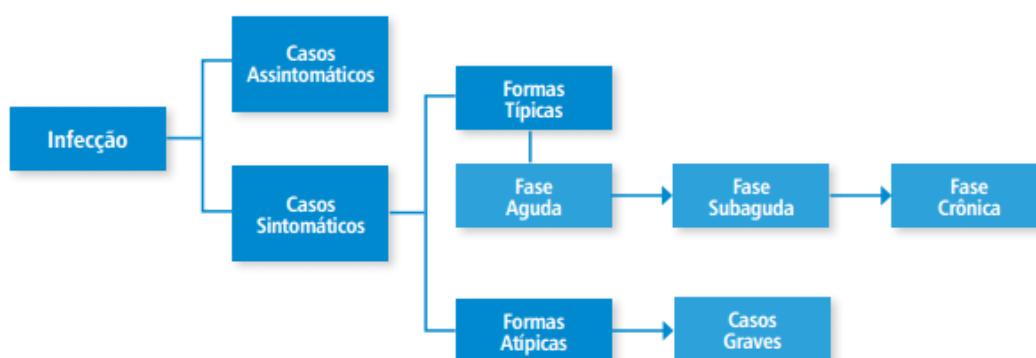 Infecção
Casos
Assintomáticos
Casos
Sintomáticos
Formas
Típicas
Fase
Aguda
Fase
Subaguda
Fase
Crônica
Formas
Atípicas
Casos
Graves